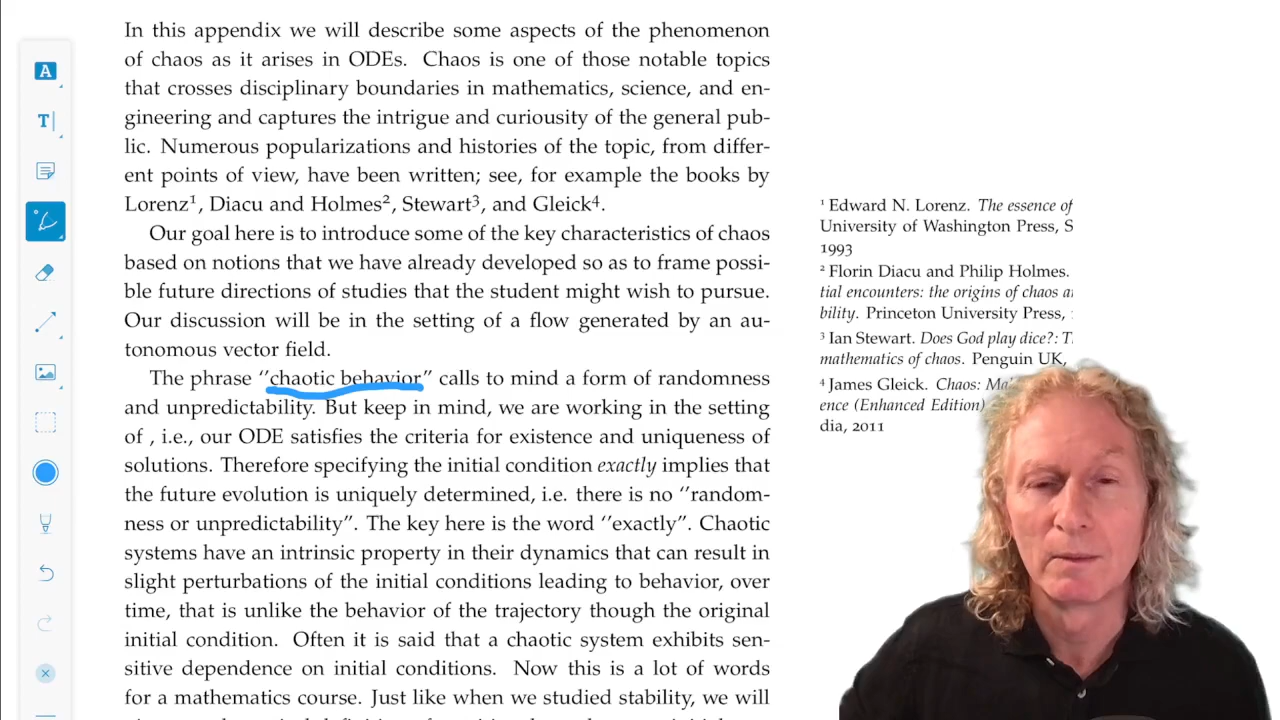 In this appendix we will describe some aspects of the phenomenon
of chaos as it arises in ODEs. Chaos is one of those notable topics
that crosses disciplinary boundaries in mathematics, science, and en-
gineering and captures the intrigue and curiousity of the general pub-
lic. Numerous popularizations and histories of the topic, from differ-
ent points of view, have been written; see, for example the books by
Lorenz¹, Diacu and Holmes², Stewart³, and Gleick⁴.
Our goal here is to introduce some of the key characteristics of chaos
based on notions that we have already developed so as to frame possi-
ble future directions of studies that the student might wish to pursue.
Our discussion will be in the setting of a flow generated by an au-
tonomous vector field.
The phrase ‘‘chaotic behavior” calls to mind a form of randomness
and unpredictability. But keep in mind, we are working in the setting
of , i.e., our ODE satisfies the criteria for existence and uniqueness of
solutions. Therefore specifying the initial condition exactly implies that
the future evolution is uniquely determined, i.e. there is no ‘‘random-
ness or unpredictability”. The key here is the word ‘‘exactly”. Chaotic
systems have an intrinsic property in their dynamics that can result in
slight perturbations of the initial conditions leading to behavior, over
time, that is unlike the behavior of the trajectory though the original
initial condition. Often it is said that a chaotic system exhibits sen-
sitive dependence on initial conditions. Now this is a lot of words
for a mathematics course. Just like when we studied stability, we will
¹ Edward N. Lorenz. The essence of
University of Washington Press, S
1993
² Florin Diacu and Philip Holmes.
tial encounters: the origins of chaos a
bility. Princeton University Press,
³ Ian Stewart. Does God play dice?: T
mathematics of chaos. Penguin UK,
⁴ James Gleick. Chaos: Ma
ence (Enhanced Edition)
dia, 2011
A
T